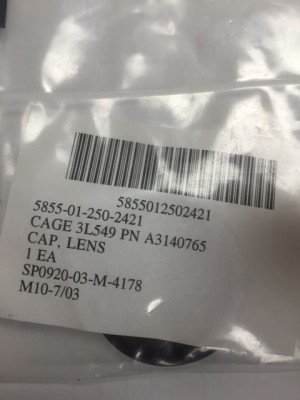 5855012502421
5855-01-250-2421
CAGE 3L549 PN A3140765
CAP, LENS
1 EA
SP0920-03-M-4178
M10-7/03